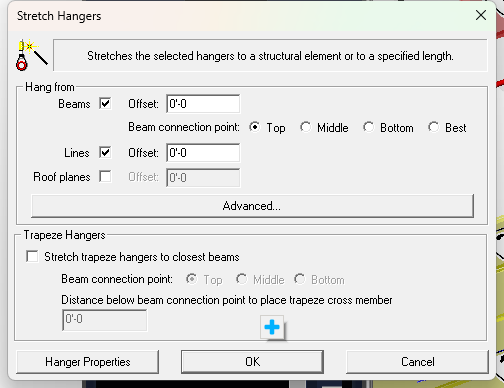 Stretch Hangers
Stretches the selected hangers to a structural element or to a specified length.
Hang from
Beams Offset: 0'-0
Beam connection point: Top Middle Bottom Best
Lines Offset: 0'-0
Roof planes Offset: 0'-0
Advanced...
Trapeze Hangers
Stretch trapeze hangers to closest beams
Beam connection point: Top Middle Bottom
Distance below beam connection point to place trapeze cross member
0'-0
Hanger Properties OK Cancel